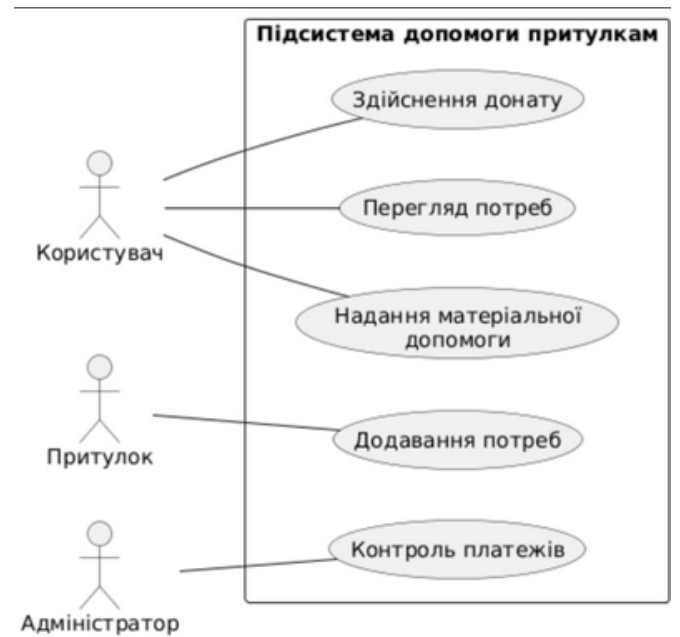 Підсистема допомоги притулкам
Здійснення донату
Перегляд потреб
Користувач
Надання матеріальної
допомоги
Додавання потреб
Притулок
Контроль платежів
Адміністратор